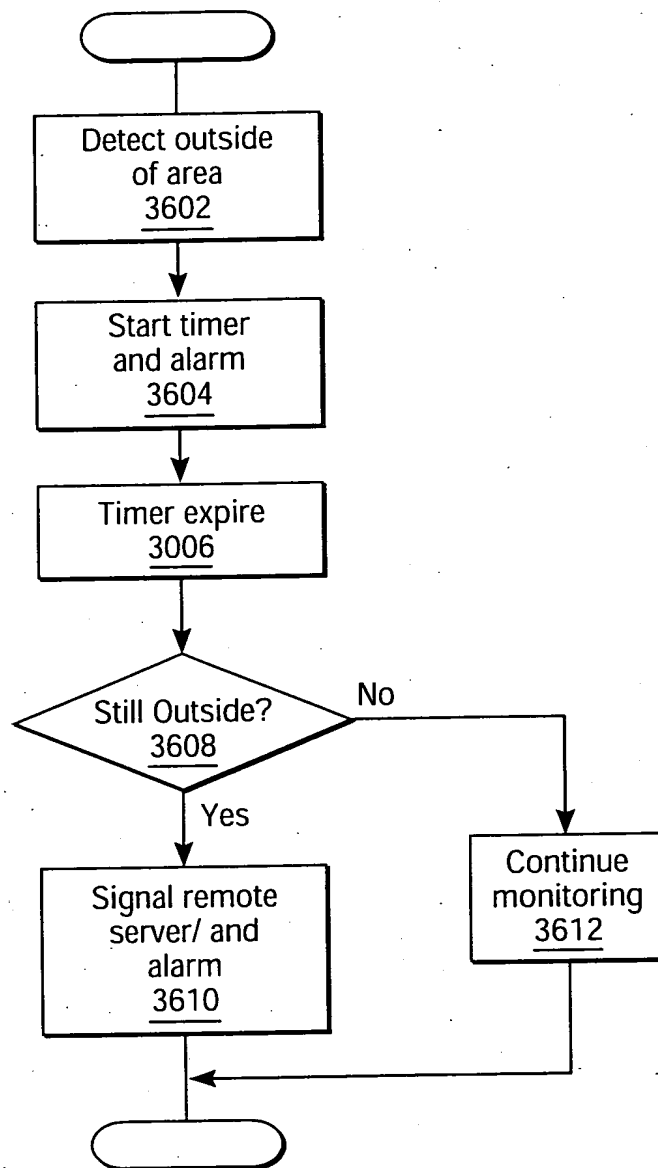 Detect outside
of area
3602
Start timer
and alarm
3604
Timer expire
3006
Still Outside?
3608
No
Yes
Signal remote
server/ and
alarm
3610
Continue
monitoring
3612